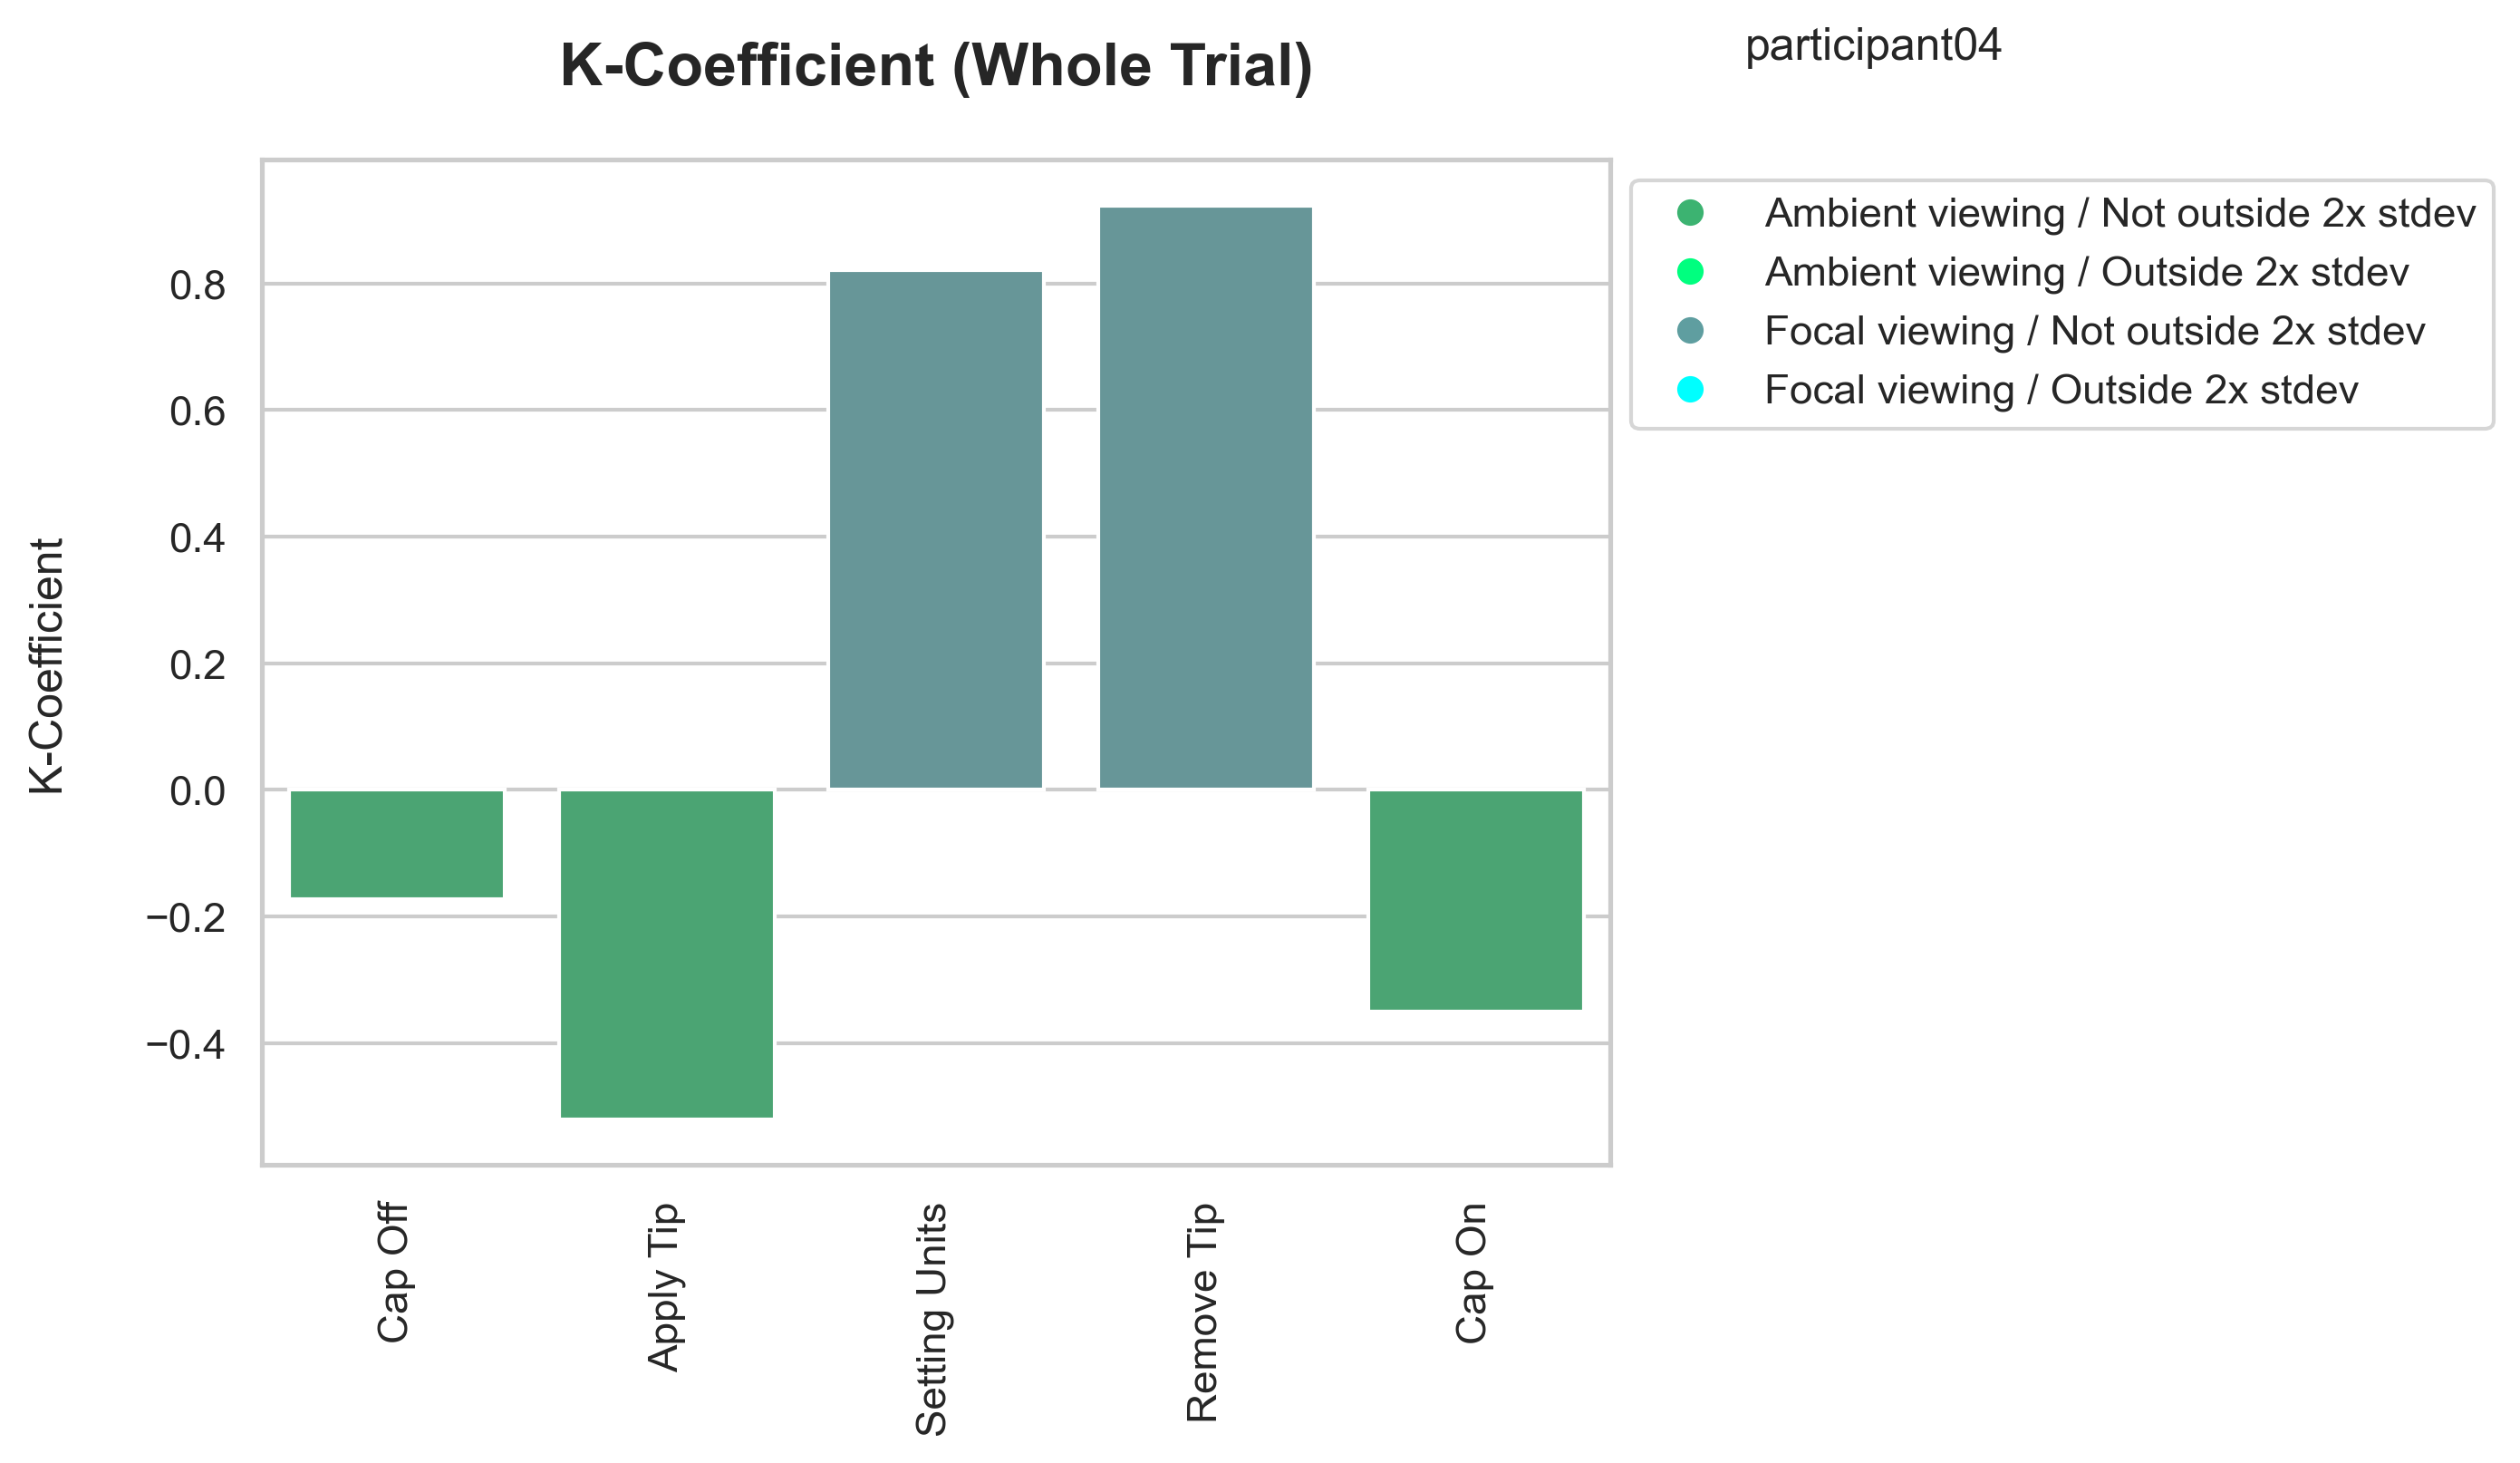 K-Coefficient (Whole Trial)
participant04
Ambient viewing / Not outside 2x stdev
Ambient viewing / Outside 2x stdev
Focal viewing / Not outside 2x stdev
Focal viewing / Outside 2x stdev
K-Coefficient
0.8
0.6
0.4
0.2
0.0
−0.2
−0.4
Cap Off
Apply Tip
Setting Units
Remove Tip
Cap On